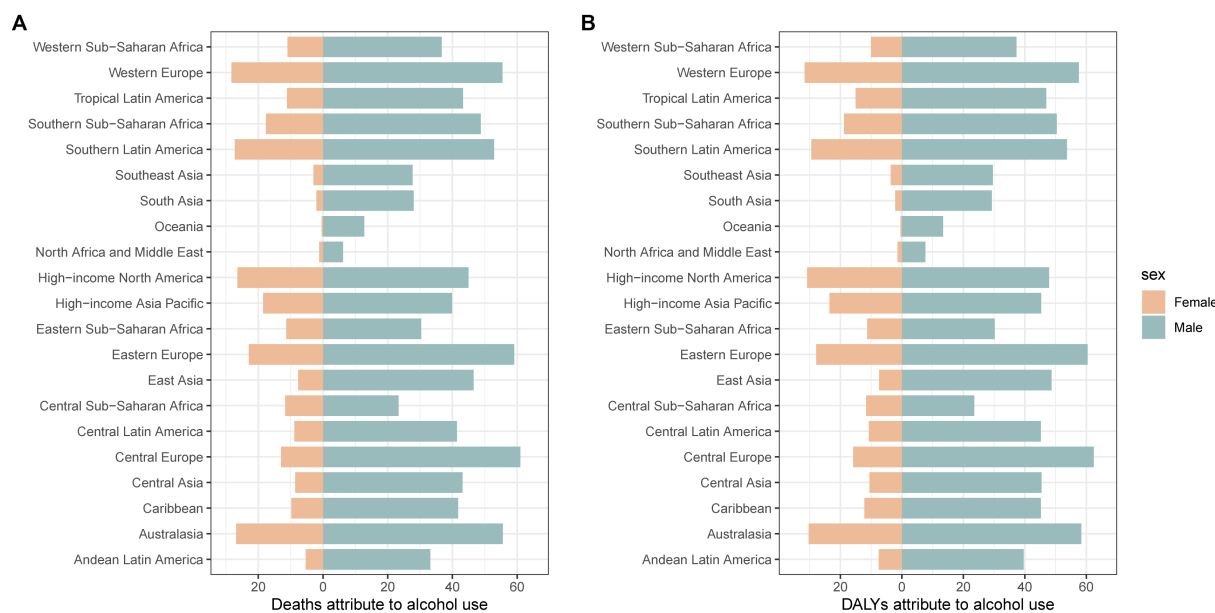 A
Western Sub−Saharan Africa
Western Europe
Tropical Latin America
Southern Sub−Saharan Africa
Southern Latin America
Southeast Asia
South Asia
Oceania
North Africa and Middle East
High−income North America
High−income Asia Pacific
Eastern Sub−Saharan Africa
Eastern Europe
East Asia
Central Sub−Saharan Africa
Central Latin America
Central Europe
Central Asia
Caribbean
Australasia
Andean Latin America
20 0 20 40 60
Deaths attribute to alcohol use
B
Western Sub−Saharan Africa
Western Europe
Tropical Latin America
Southern Sub−Saharan Africa
Southern Latin America
Southeast Asia
South Asia
Oceania
North Africa and Middle East
High−income North America
High−income Asia Pacific
Eastern Sub−Saharan Africa
Eastern Europe
East Asia
Central Sub−Saharan Africa
Central Latin America
Central Europe
Central Asia
Caribbean
Australasia
Andean Latin America
20 0 20 40 60
DALYs attribute to alcohol use
sex
Female
Male